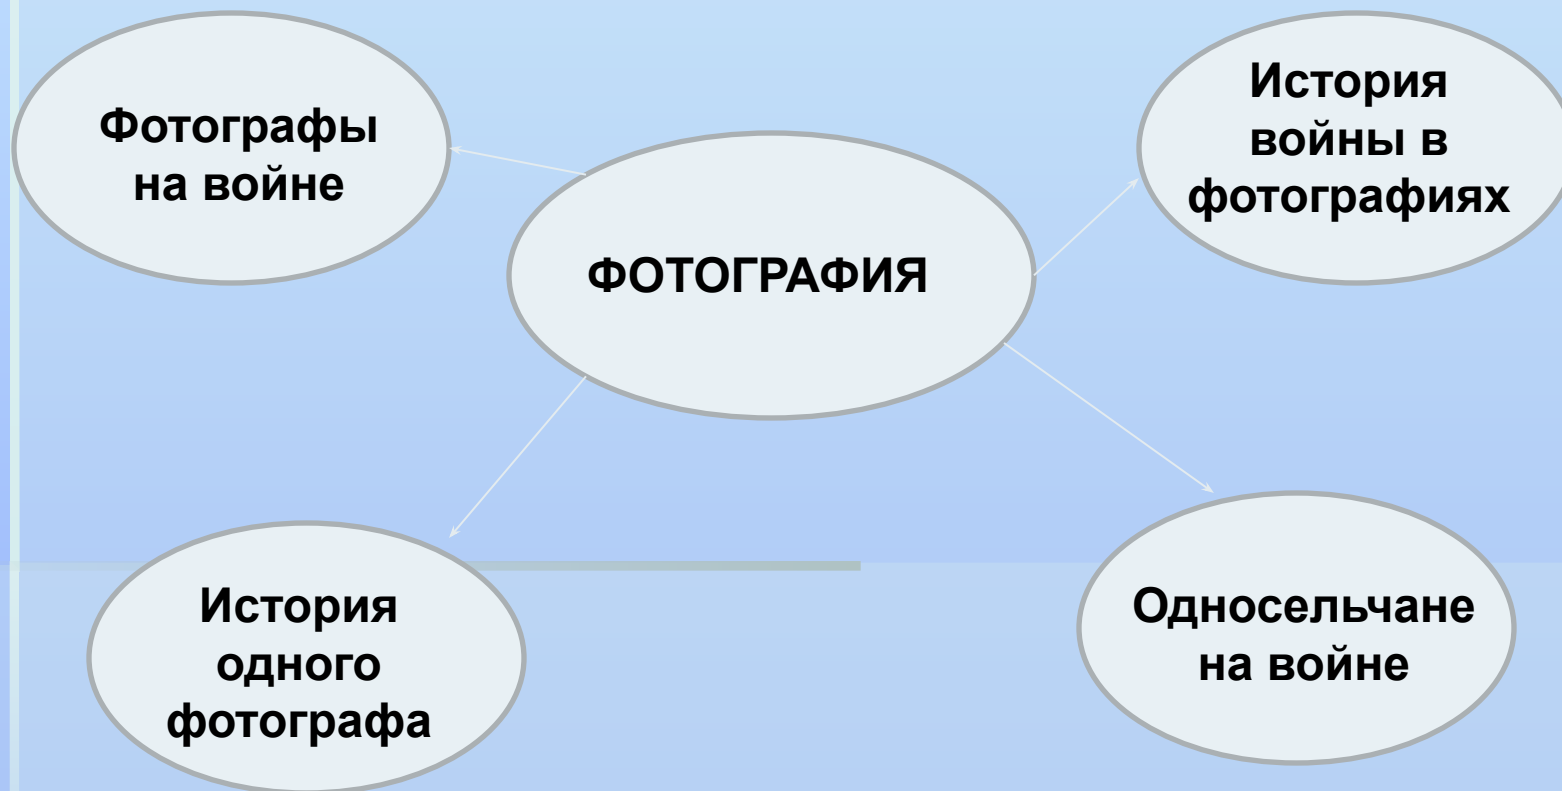 Фотографы
на войне
История
войны в
фотографиях
ФОТОГРАФИЯ
История
одного
фотографа
Односельчане
на войне